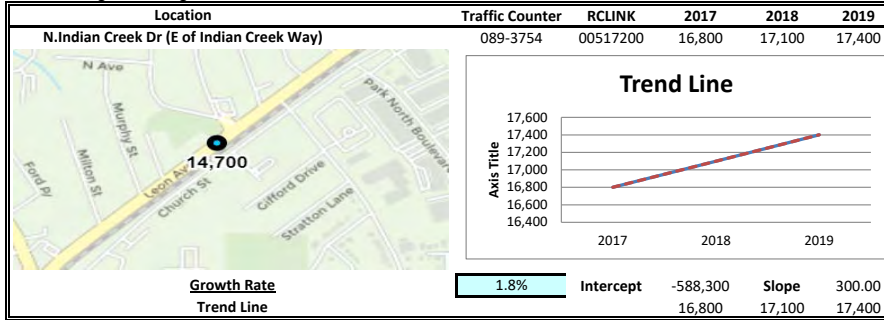 Location Traffic Counter RCLINK 2017 2018 2019
N.Indian Creek Dr (E of Indian Creek Way) 089-3754 00517200 16,800 17,100 17,400
N Ave
Murphy St
Milton St
Ford Pl
14,700
Leon Ave
Church St
Gifford Drive
Stratton Lane
Park North Boulevard
Trend Line
Axis Title
17,600
17,400
17,200
17,000
16,800
16,600
16,400
2017 2018 2019
Growth Rate 1.8% Intercept -588,300 Slope 300.00
Trend Line 16,800 17,100 17,400